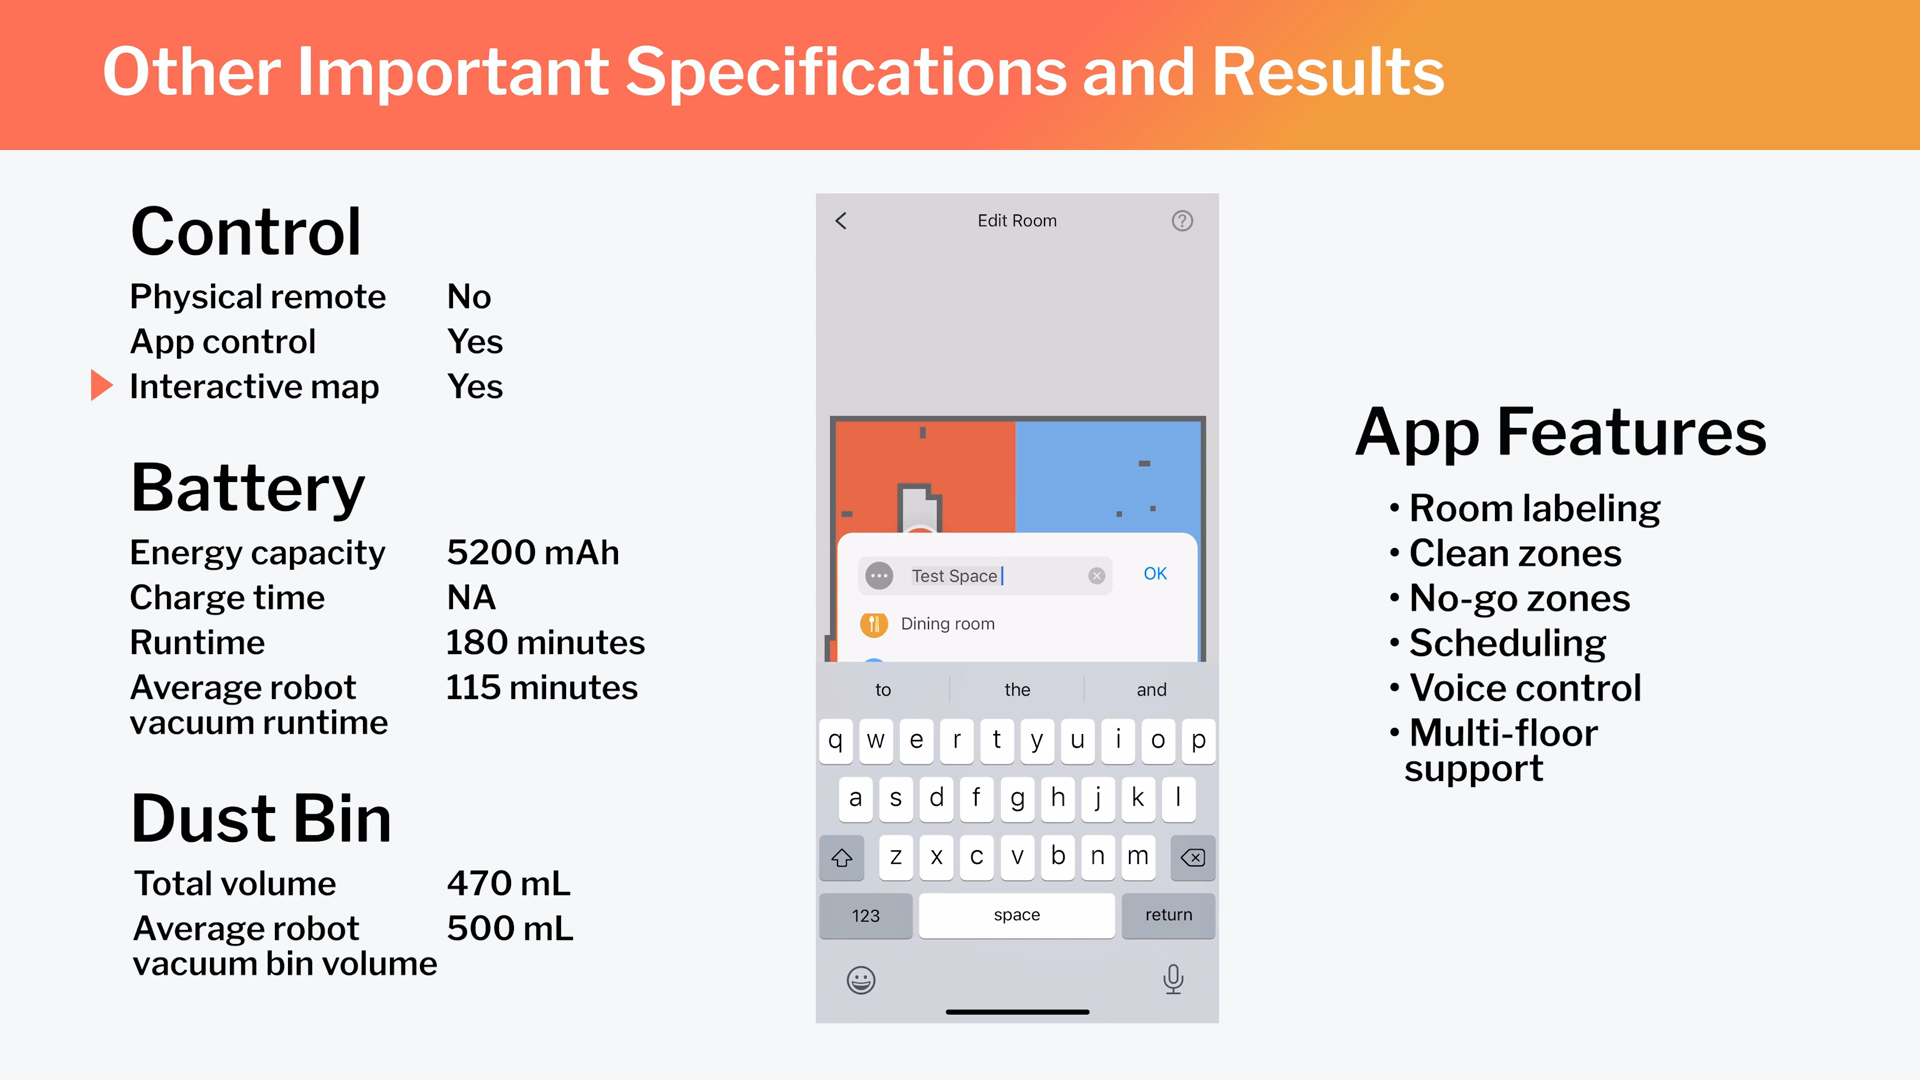 Other Important Specifications and Results
Control
Physical remote No
App control Yes
Interactive map Yes
Battery
Energy capacity 5200 mAh
Charge time NA
Runtime 180 minutes
Average robot 115 minutes
vacuum runtime
Dust Bin
Total volume 470 mL
Average robot 500 mL
vacuum bin volume
Edit Room
?
Test Space
OK
Dining room
to the and
q w e r t y u i o p
a s d f g h j k l
z x c v b n m
123 space return
App Features
• Room labeling
• Clean zones
• No-go zones
• Scheduling
• Voice control
• Multi-floor
support